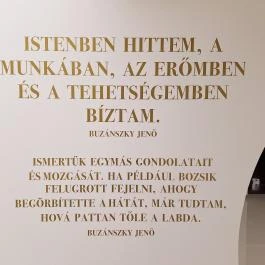 ISTENBEN HITTEM, A
MUNKÁBAN, AZ ERŐMBEN
ÉS A TEHETSÉGEMBEN
BÍZTAM.
BUZÁNSZKY JENŐ
ISMERTÜK EGYMÁS GONDOLATAIT
ÉS MOZGÁSÁT. HA PÉLDÁUL BOZSIK
FELUGROTT FEJELNI, AHOGY
BEGÖRBÍTETTE A HÁTÁT, MÁR TUDTAM,
HOVÁ PATTAN TŐLE A LABDA.
BUZÁNSZKY JENŐ